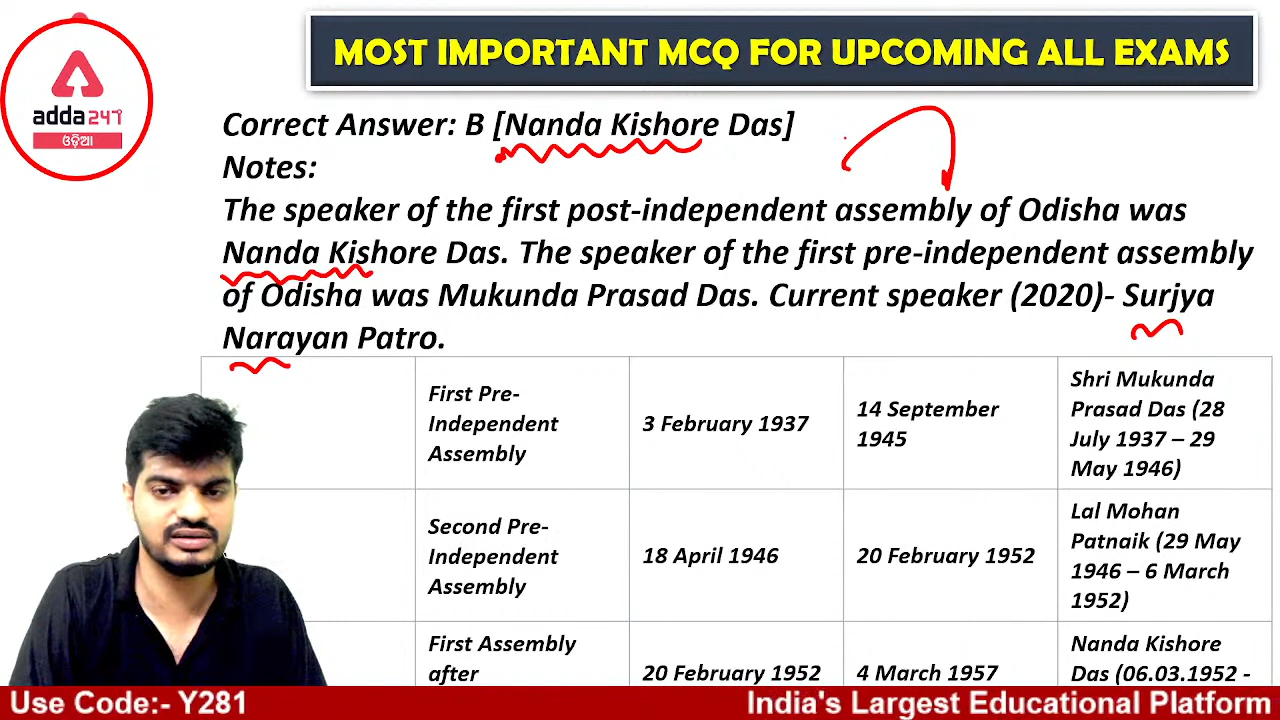 MOST IMPORTANT MCQ FOR UPCOMING ALL EXAMS
adda247
ଓଡ଼ିଆ
Correct Answer: B [Nanda Kishore Das]
Notes:
The speaker of the first post-independent assembly of Odisha was
Nanda Kishore Das. The speaker of the first pre-independent assembly
of Odisha was Mukunda Prasad Das. Current speaker (2020)- Surjya
Narayan Patro.
First Pre-
Independent
Assembly
3 February 1937
14 September
1945
Shri Mukunda
Prasad Das (28
July 1937 – 29
May 1946)
Second Pre-
Independent
Assembly
18 April 1946
20 February 1952
Lal Mohan
Patnaik (29 May
1946 – 6 March
1952)
First Assembly
after
20 February 1952
4 March 1957
Nanda Kishore
Das (06.03.1952 -
Use Code:- Y281
India's Largest Educational Platform